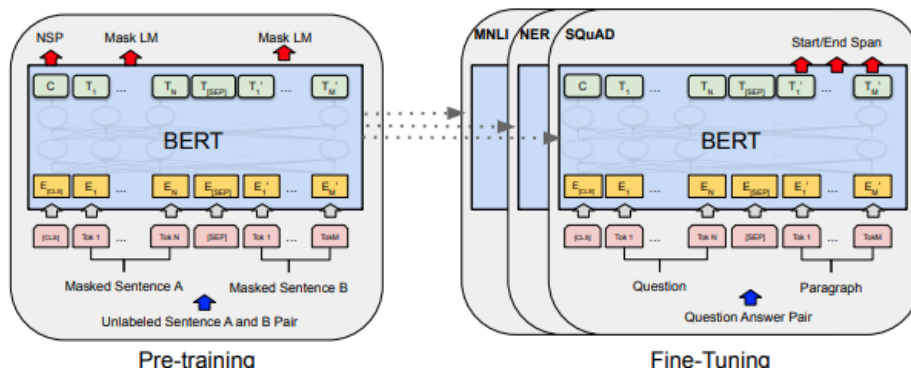 NSP Mask LM Mask LM
C T1 ... TN T[SEP] T1' ... TM'
BERT
E[CLS] E1 ... EN E[SEP] E1' ... EM'
[CLS] Tok 1 ... Tok N [SEP] Tok 1 ... TokM
Masked Sentence A Masked Sentence B
Unlabeled Sentence A and B Pair
Pre-training
MNLI NER SQuAD
Start/End Span
C T1 ... TN T[SEP] T1' ... TM'
BERT
E[CLS] E1 ... EN E[SEP] E1' ... EM'
[CLS] Tok 1 ... Tok N [SEP] Tok 1 ... TokM
Question Paragraph
Question Answer Pair
Fine-Tuning